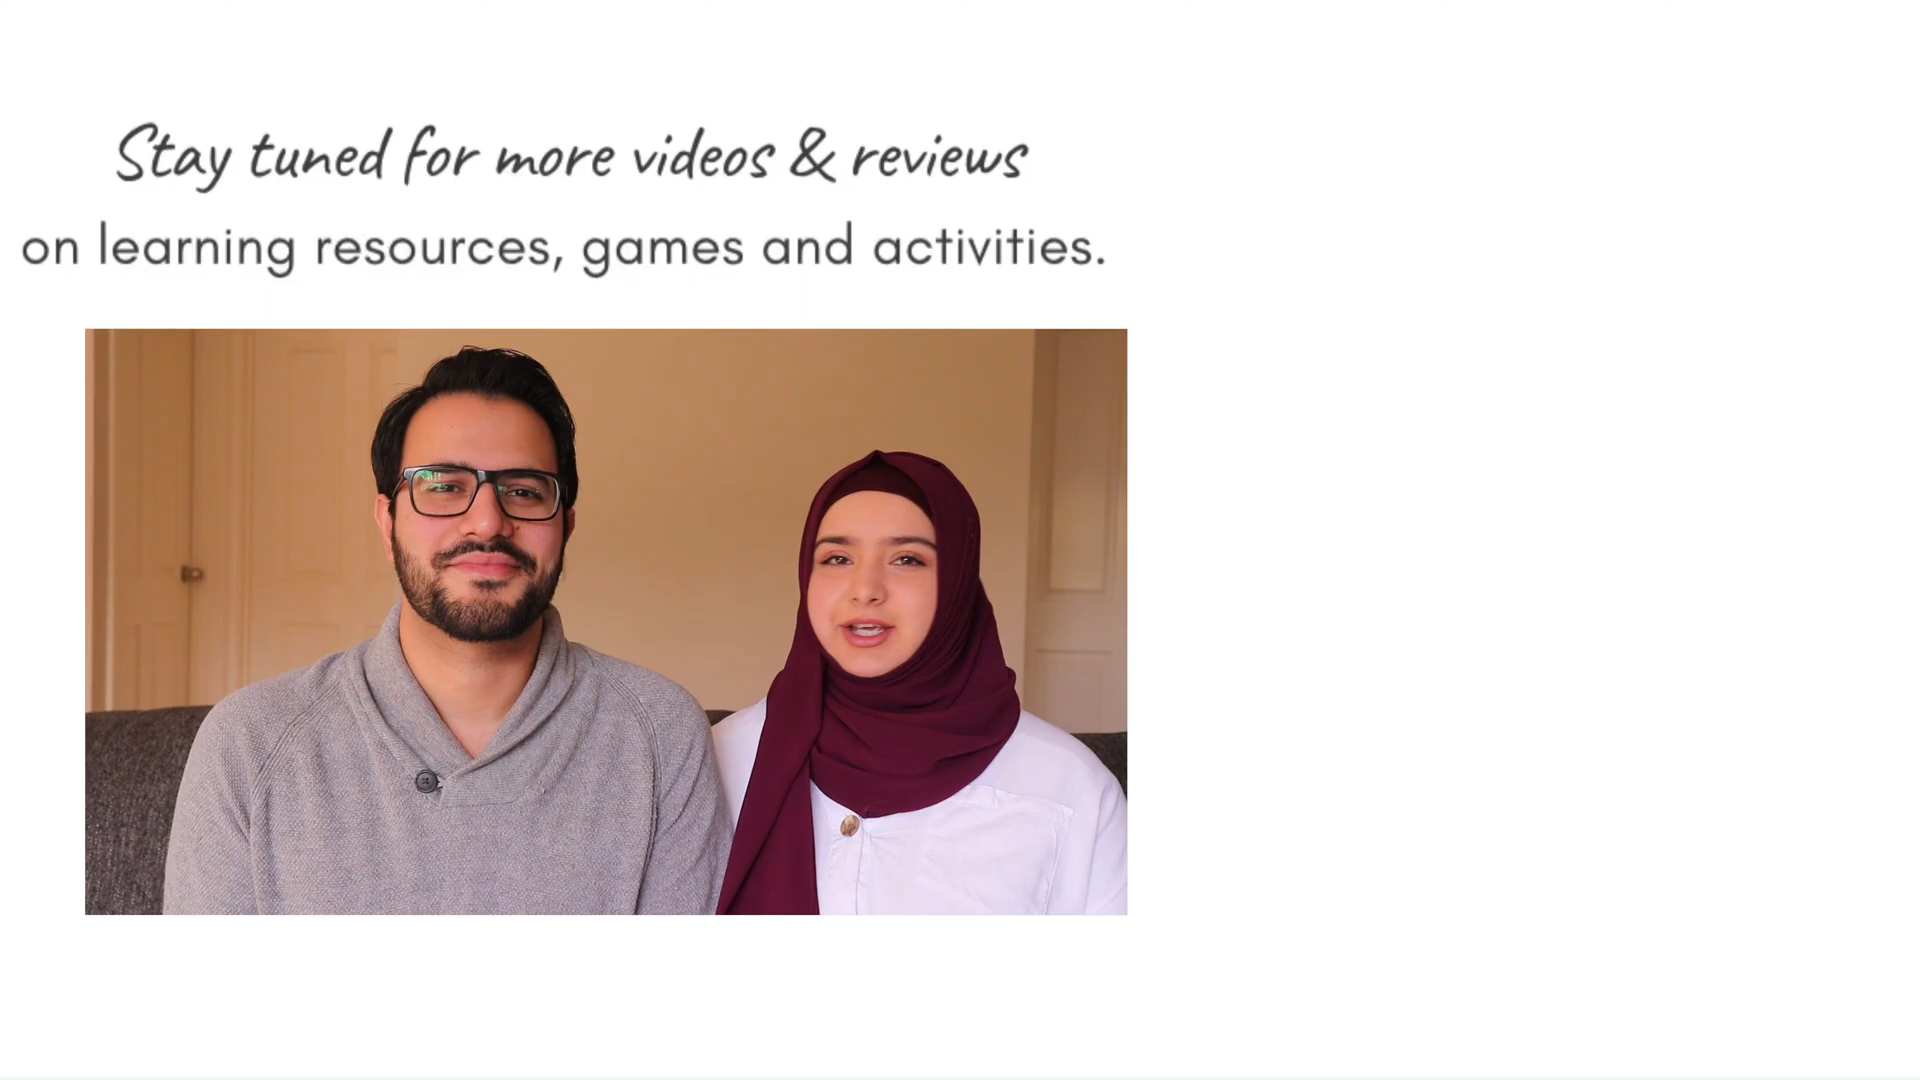 Stay tuned for more videos & reviews
on learning resources, games and activities.